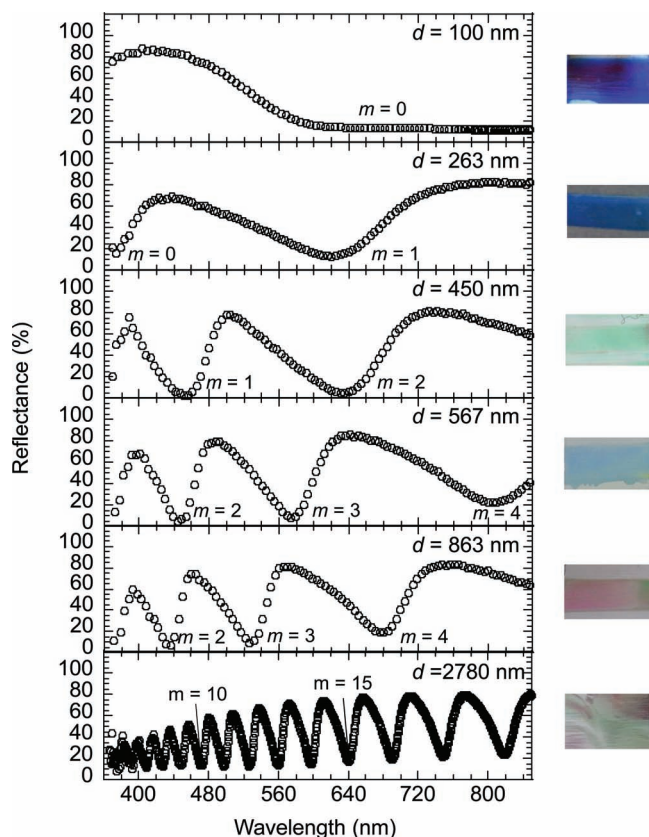 100
80
60
40
20
0
d = 100 nm
m = 0
100
80
60
40
20
0
d = 263 nm
m = 0
m = 1
100
80
60
40
20
0
d = 450 nm
m = 1
m = 2
100
80
60
40
20
0
d = 567 nm
m = 2
m = 3
m = 4
100
80
60
40
20
0
d = 863 nm
m = 2
m = 3
m = 4
100
80
60
40
20
0
d =2780 nm
m = 10
m = 15
400 480 560 640 720 800
Wavelength (nm)
Reflectance (%)